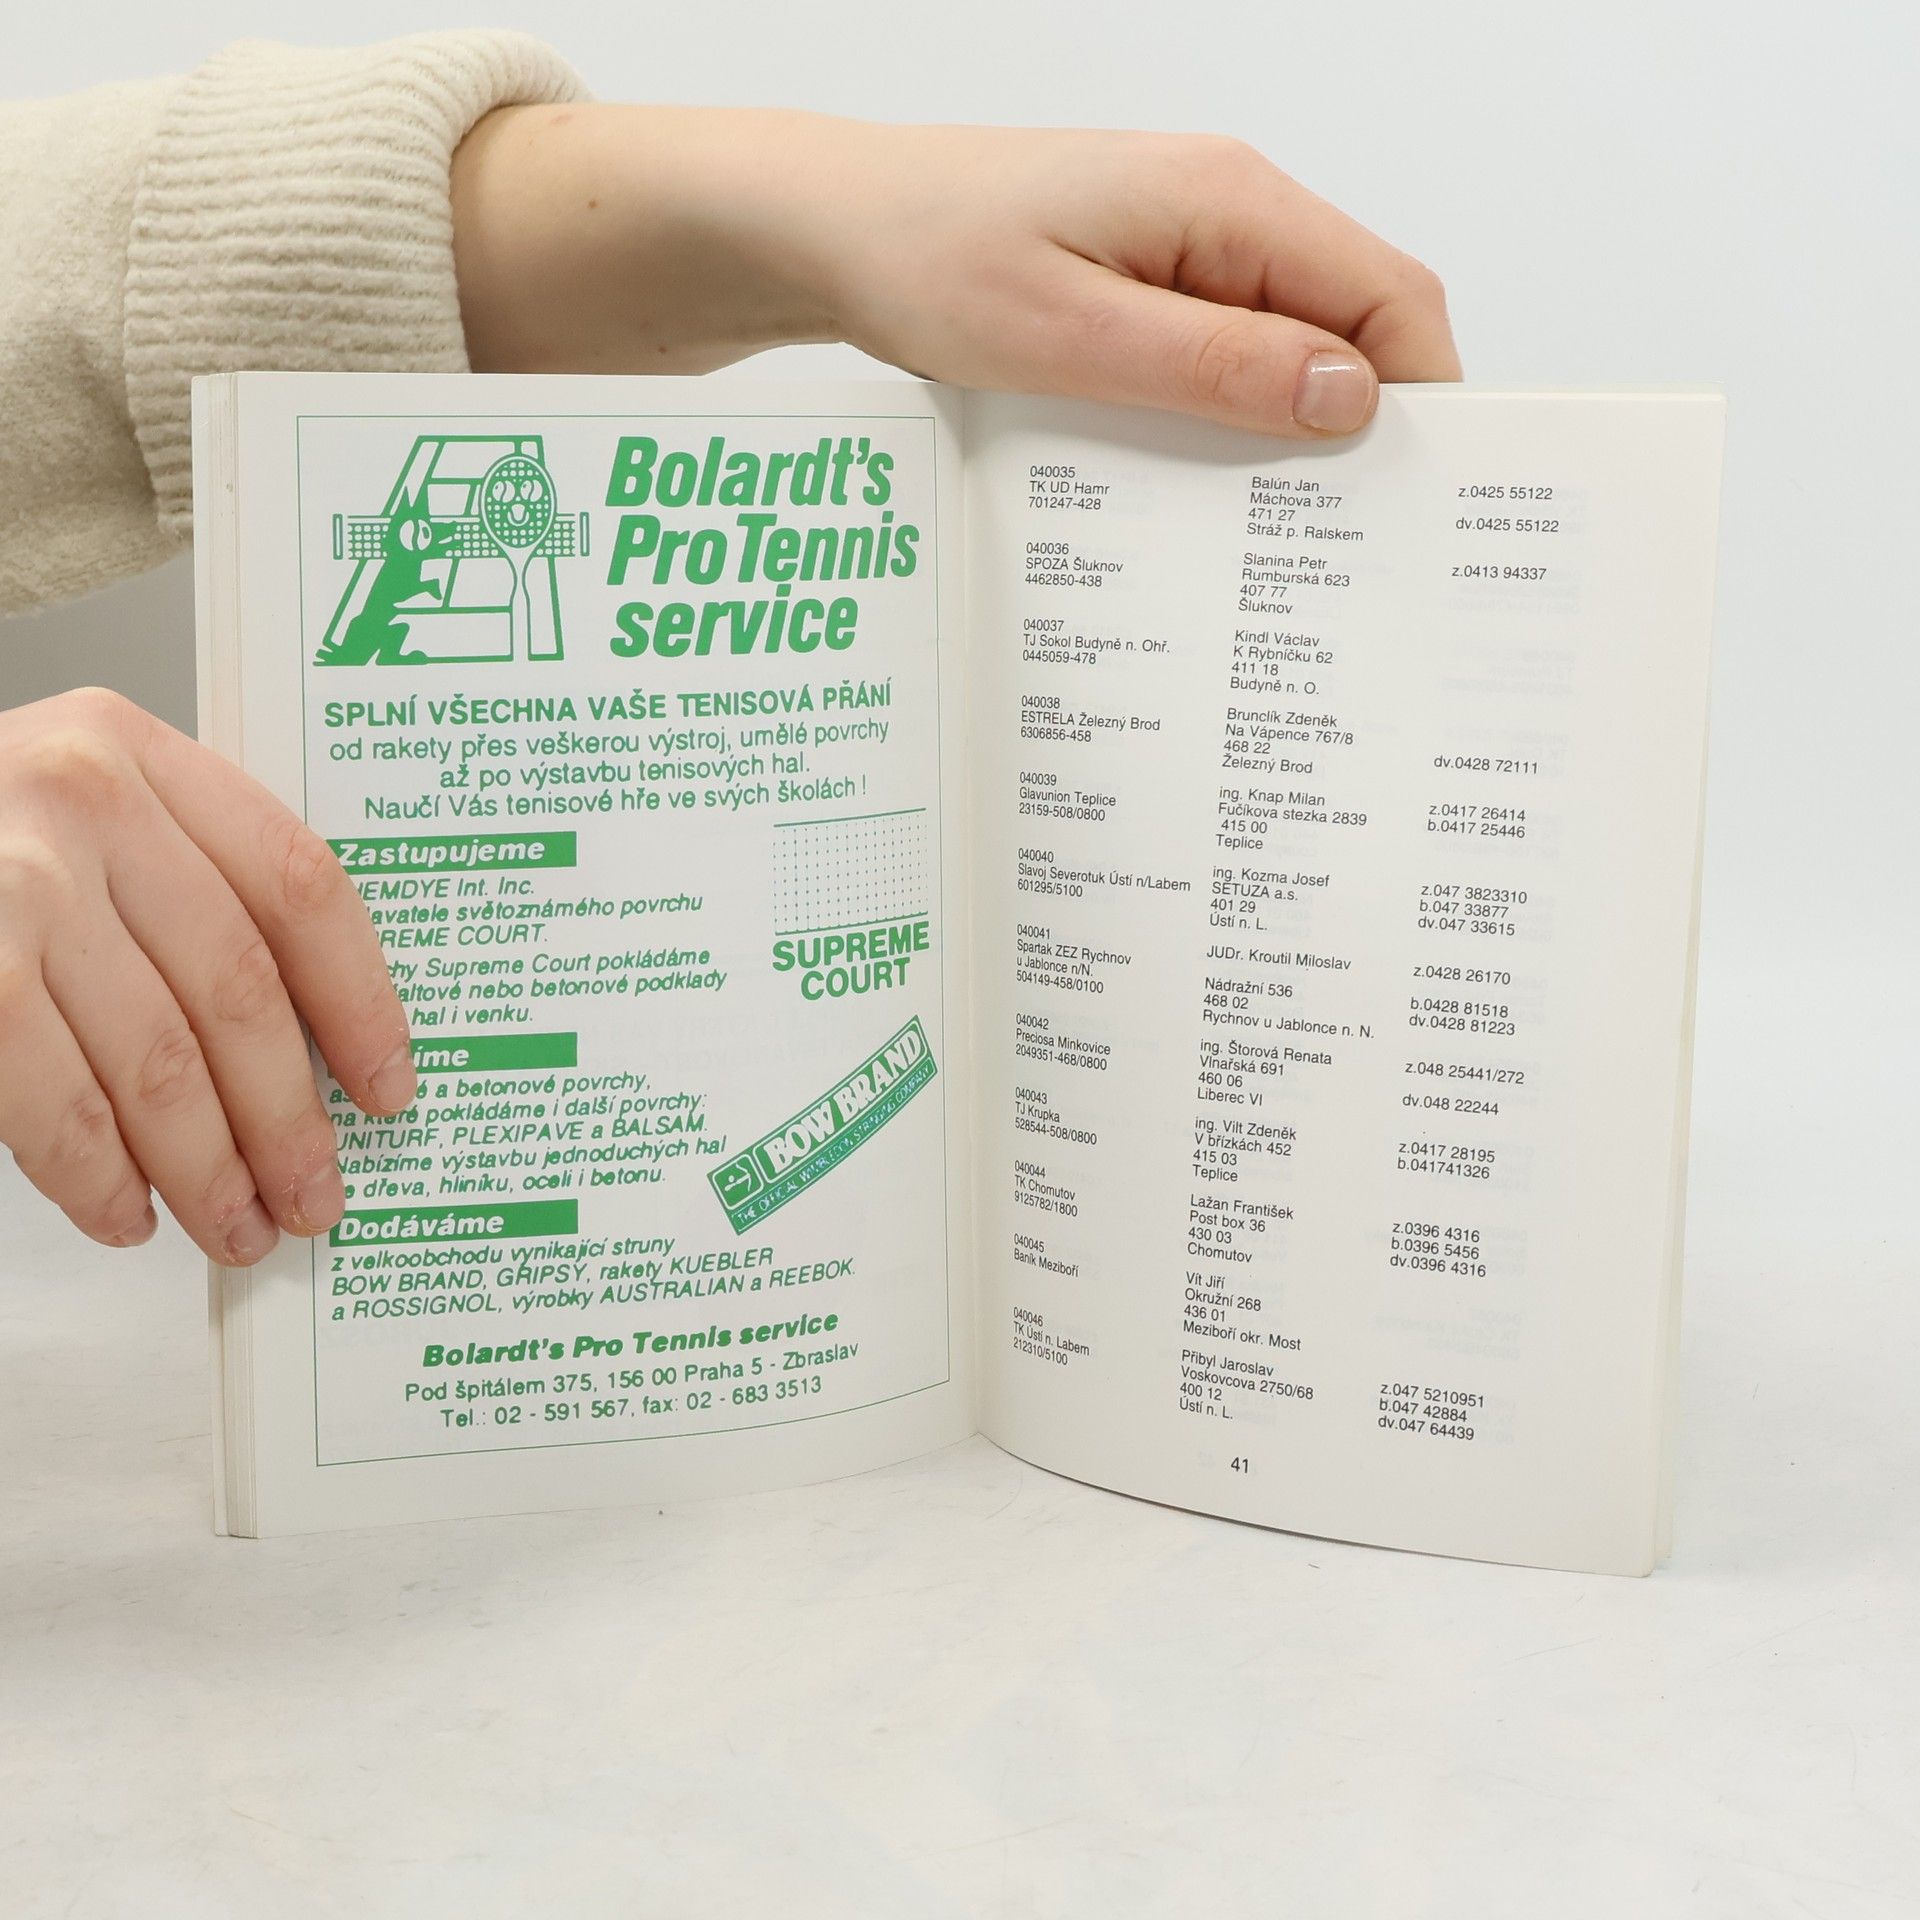 Bolardt's
Pro Tennis
service
SPLNÍ VŠECHNA VAŠE TENISOVÁ PŘÁNÍ
od rakety přes veškerou výstroj, umělé povrchy
až po výstavbu tenisových hal.
Naučí Vás tenisové hře ve svých školách !
Zastupujeme
Int. Inc.
světoznámého povrchu
COURT.
Supreme Court pokládáme
nebo betonové podklady
hal i venku.
SUPREME
COURT
a betonové povrchy,
na které pokládáme i další povrchy:
UNITURF, PLEXIPAVE a BALSAM.
Nabízíme výstavbu jednoduchých hal
dřeva, hliníku, oceli i betonu.
BOW BRAND
THE OFFICIAL WIMBLEDON STRINGING COMPANY
Dodáváme
z velkoobchodu vynikající struny
BOW BRAND, GRIPSY, rakety KUEBLER
a ROSSIGNOL, výrobky AUSTRALIAN a REEBOK.
Bolardt's Pro Tennis service
Pod špitálem 375, 156 00 Praha 5 - Zbraslav
Tel.: 02 - 591 567, fax: 02 - 683 3513
040035
TK UD Hamr
701247-428
Balún Jan
Máchova 377
471 27
Stráž p. Ralskem
z.0425 55122
dv.0425 55122
040036
SPOZA Šluknov
4462850-438
Slanina Petr
Rumburská 623
407 77
Šluknov
z.0413 94337
040037
TJ Sokol Budyně n. Ohř.
0445059-478
Kindl Václav
K Rybníčku 62
411 18
Budyně n. O.
040038
ESTRELA Železný Brod
6306856-458
Brunclík Zdeněk
Na Vápence 767/8
468 22
Železný Brod
dv.0428 72111
040039
Glavunion Teplice
23159-508/0800
ing. Knap Milan
Fučíkova stezka 2839
415 00
Teplice
z.0417 26414
b.0417 25446
040040
Slavoj Severotuk Ústí n/Labem
601295/5100
ing. Kozma Josef
SETUZA a.s.
401 29
Ústí n. L.
z.047 3823310
b.047 33877
dv.047 33615
040041
Spartak ZEZ Rychnov
u Jablonce n/N.
504149-458/0100
JUDr. Kroutil Miloslav
Nádražní 536
468 02
Rychnov u Jablonce n. N.
z.0428 26170
b.0428 81518
dv.0428 81223
040042
Preciosa Minkovice
2049351-468/0800
ing. Štorová Renata
Vlnařská 691
460 06
Liberec VI
z.048 25441/272
dv.048 22244
040043
TJ Krupka
528544-508/0800
ing. Vilt Zdeněk
V břízkách 452
415 03
Teplice
z.0417 28195
b.041741326
040044
TK Chomutov
9125782/1800
Lažan František
Post box 36
430 03
Chomutov
z.0396 4316
b.0396 5456
dv.0396 4316
040045
Baník Meziboří
Vít Jiří
Okružní 268
436 01
Meziboří okr. Most
040046
TK Ústí n. Labem
212310/5100
Přibyl Jaroslav
Voskovcova 2750/68
400 12
Ústí n. L.
z.047 5210951
b.047 42884
dv.047 64439
41